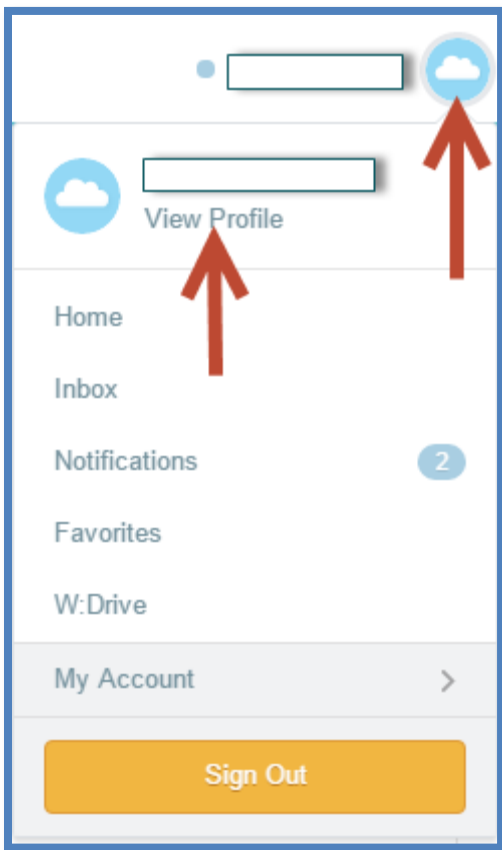 View Profile
Home
Inbox
Notifications
2
Favorites
W:Drive
My Account
Sign Out